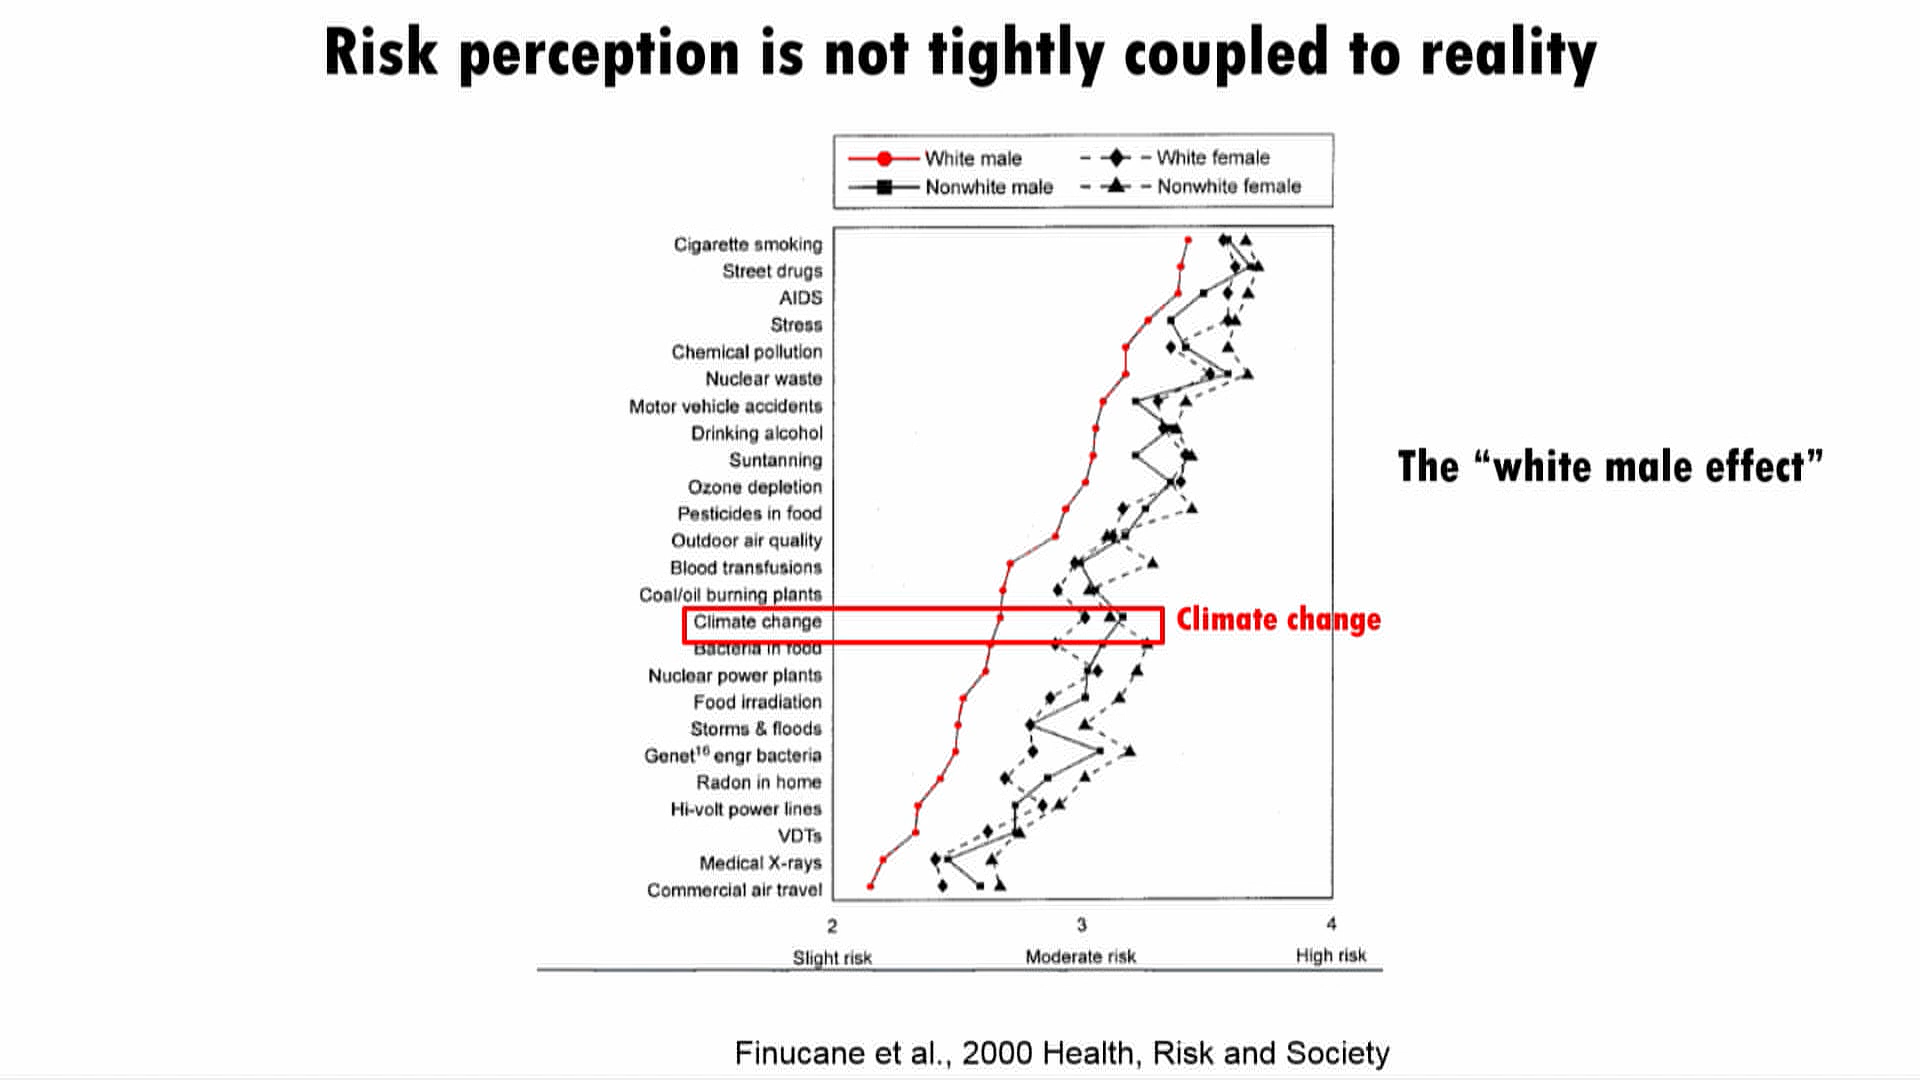 Risk perception is not tightly coupled to reality
White male
White female
Nonwhite male
Nonwhite female
Cigarette smoking
Street drugs
AIDS
Stress
Chemical pollution
Nuclear waste
Motor vehicle accidents
Drinking alcohol
Suntanning
Ozone depletion
Pesticides in food
Outdoor air quality
Blood transfusions
Coal/oil burning plants
Climate change
Climate change
Bacteria in food
Nuclear power plants
Food irradiation
Storms & floods
Genet¹⁶ engr bacteria
Radon in home
Hi-volt power lines
VDTs
Medical X-rays
Commercial air travel
The “white male effect”
2 3 4
Slight risk Moderate risk High risk
Finucane et al., 2000 Health, Risk and Society